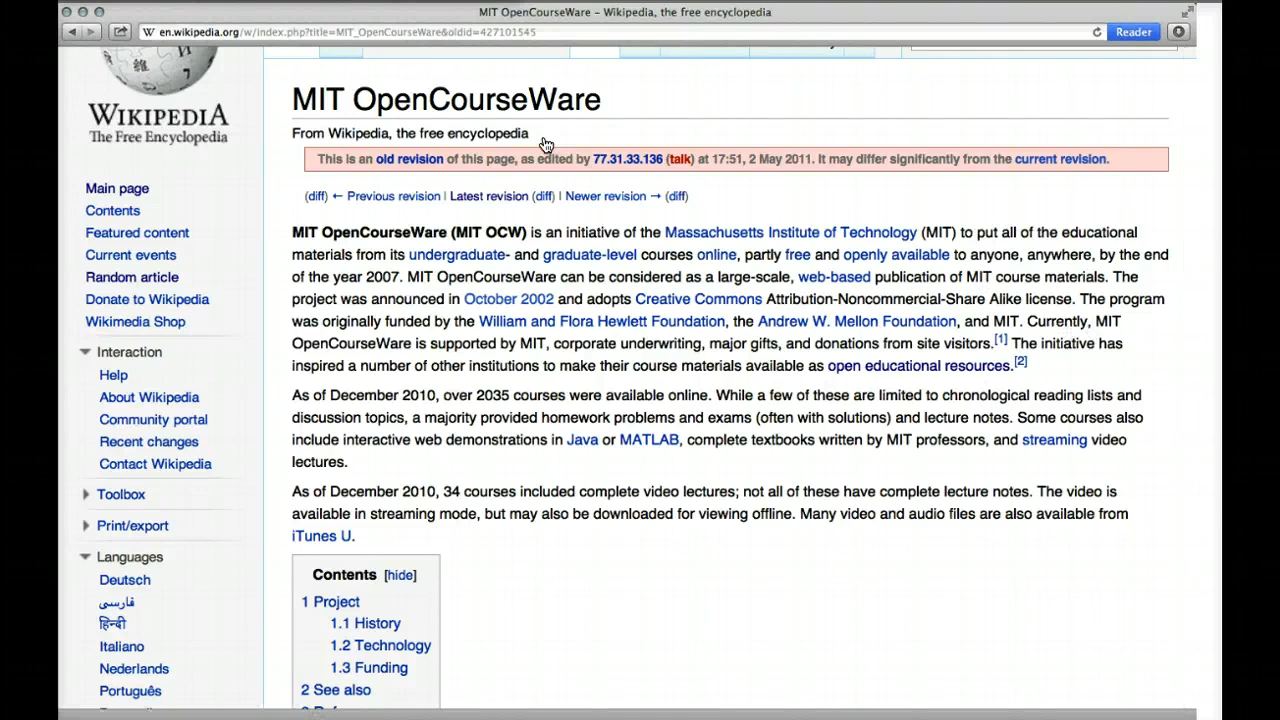 MIT OpenCourseWare – Wikipedia, the free encyclopedia
en.wikipedia.org/w/index.php?title=MIT_OpenCourseWare&oldid=427101545
Reader
WIKIPEDIA
The Free Encyclopedia
Main page
Contents
Featured content
Current events
Random article
Donate to Wikipedia
Wikimedia Shop
Interaction
Help
About Wikipedia
Community portal
Recent changes
Contact Wikipedia
Toolbox
Print/export
Languages
Deutsch
فارسی
हिन्दी
Italiano
Nederlands
Português
MIT OpenCourseWare
From Wikipedia, the free encyclopedia
This is an old revision of this page, as edited by 77.31.33.136 (talk) at 17:51, 2 May 2011. It may differ significantly from the current revision.
(diff) ← Previous revision | Latest revision (diff) | Newer revision → (diff)
MIT OpenCourseWare (MIT OCW) is an initiative of the Massachusetts Institute of Technology (MIT) to put all of the educational
materials from its undergraduate- and graduate-level courses online, partly free and openly available to anyone, anywhere, by the end
of the year 2007. MIT OpenCourseWare can be considered as a large-scale, web-based publication of MIT course materials. The
project was announced in October 2002 and adopts Creative Commons Attribution-Noncommercial-Share Alike license. The program
was originally funded by the William and Flora Hewlett Foundation, the Andrew W. Mellon Foundation, and MIT. Currently, MIT
OpenCourseWare is supported by MIT, corporate underwriting, major gifts, and donations from site visitors.[1] The initiative has
inspired a number of other institutions to make their course materials available as open educational resources.[2]
As of December 2010, over 2035 courses were available online. While a few of these are limited to chronological reading lists and
discussion topics, a majority provided homework problems and exams (often with solutions) and lecture notes. Some courses also
include interactive web demonstrations in Java or MATLAB, complete textbooks written by MIT professors, and streaming video
lectures.
As of December 2010, 34 courses included complete video lectures; not all of these have complete lecture notes. The video is
available in streaming mode, but may also be downloaded for viewing offline. Many video and audio files are also available from
iTunes U.
Contents [hide]
1 Project
1.1 History
1.2 Technology
1.3 Funding
2 See also